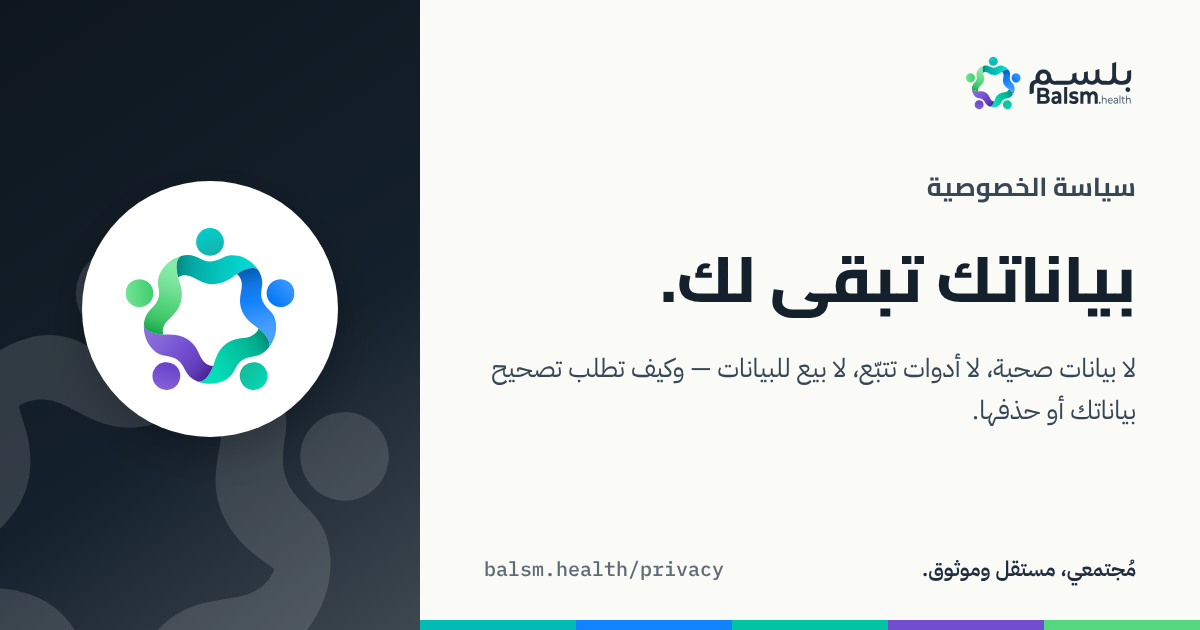 بلسم
Balsm.health
سياسة الخصوصية
بياناتك تبقى لك.
لا بيانات صحية، لا أدوات تتبّع، لا بيع للبيانات — وكيف تطلب تصحيح
بياناتك أو حذفها.
مُجتمعي، مستقل وموثوق.
balsm.health/privacy